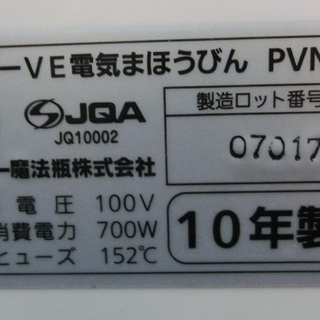 ーVE電気まほうびん PVN
JQA
JQ10002
製造ロット番号
07017
ー魔法瓶株式会社
電圧 100V
消費電力 700W
ヒューズ 152℃
10年製